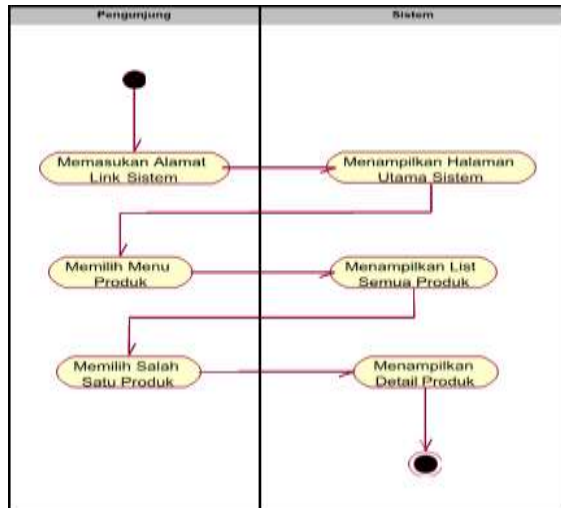 Pengunjung
Sistem
Memasukan Alamat
Link Sistem
Menampilkan Halaman
Utama Sistem
Memilih Menu
Produk
Menampilkan List
Semua Produk
Memilih Salah
Satu Produk
Menampilkan
Detail Produk